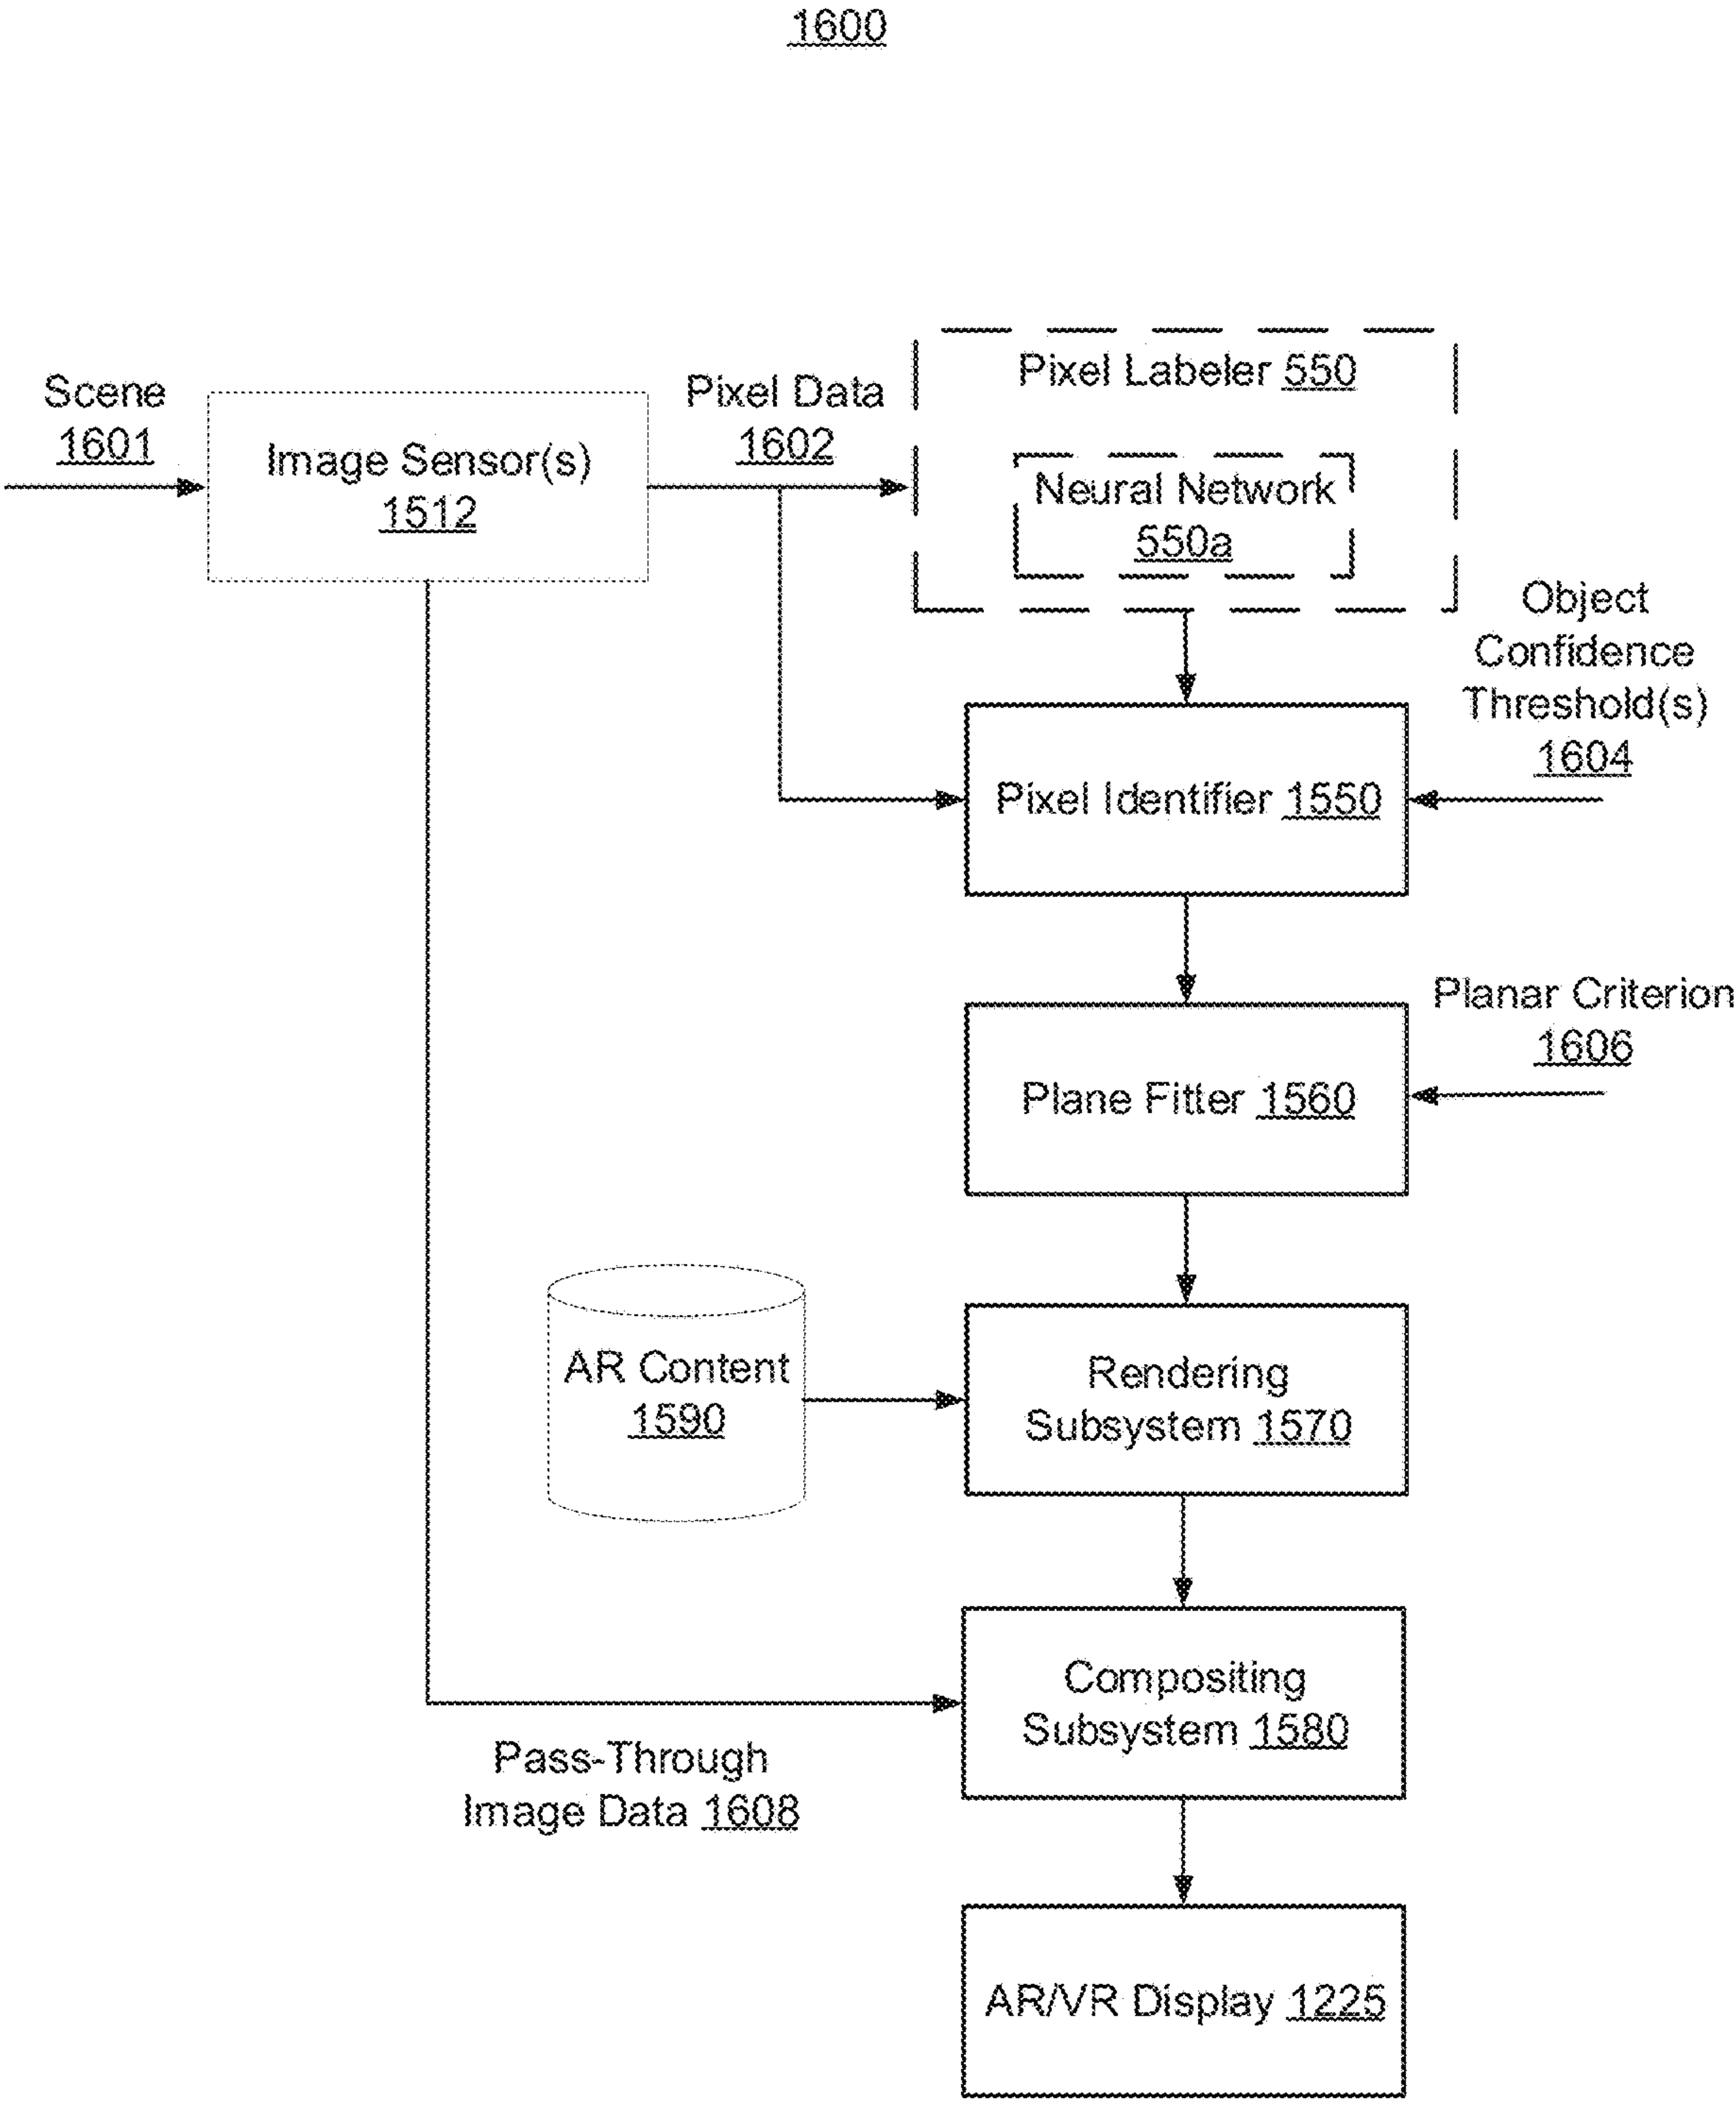 1600
Scene
1601
Image Sensor(s)
1512
Pixel Data
1602
Pixel Labeler 550
Neural Network
550a
Object
Confidence
Threshold(s)
1604
Pixel Identifier 1550
Planar Criterion
1606
Plane Fitter 1560
AR Content
1590
Rendering
Subsystem 1570
Compositing
Subsystem 1580
Pass-Through
Image Data 1608
AR/VR Display 1225